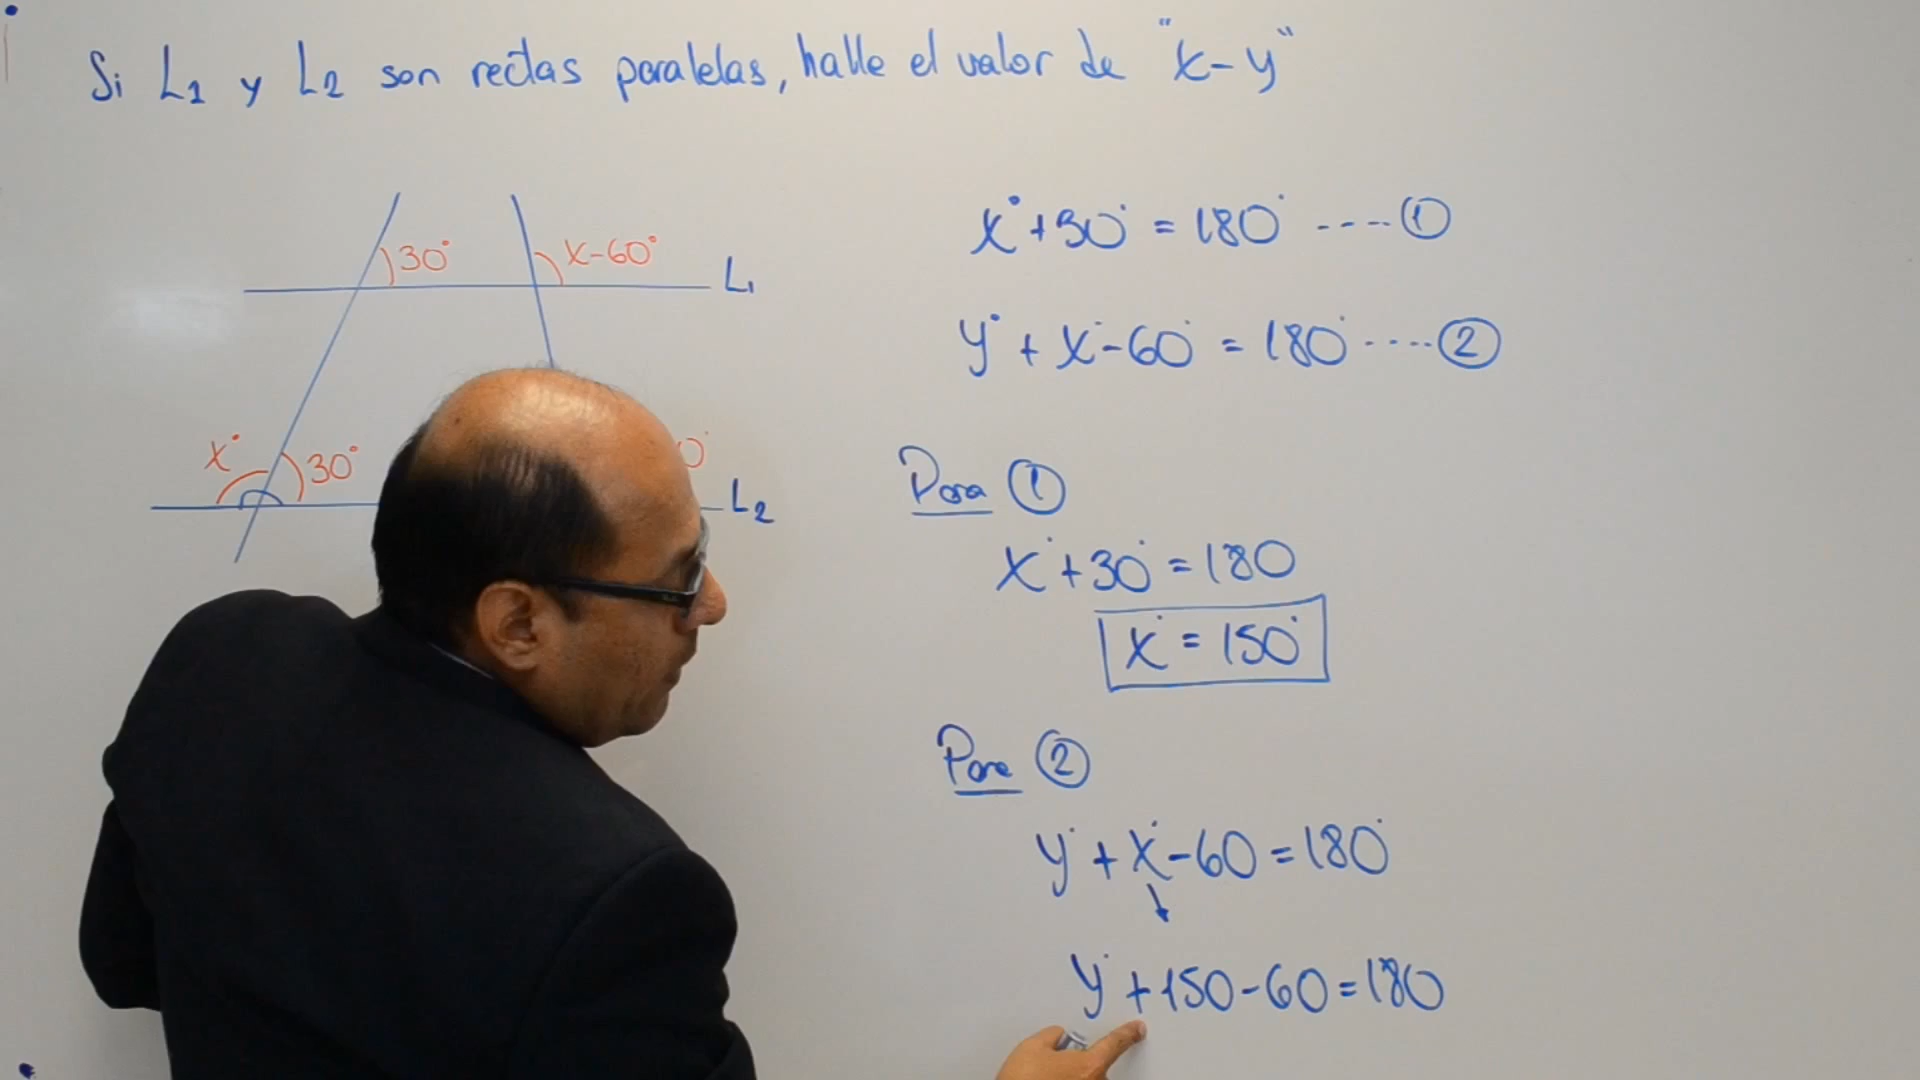 Si L1 y L2 son rectas paralelas, halle el valor de "x-y"
30°
x-60°
L1
x°
30°
L2
x°+30°=180° ----①
y°+x°-60°=180°----②
Para ①
x°+30°=180
x°=150°
Para ②
y°+x°-60=180°
y°+150-60=180